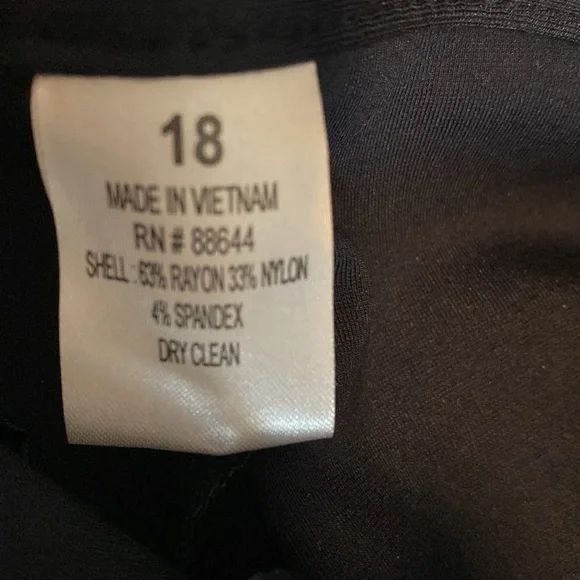 18
MADE IN VIETNAM
RN # 88644
SHELL : 63% RAYON 33% NYLON
4% SPANDEX
DRY CLEAN